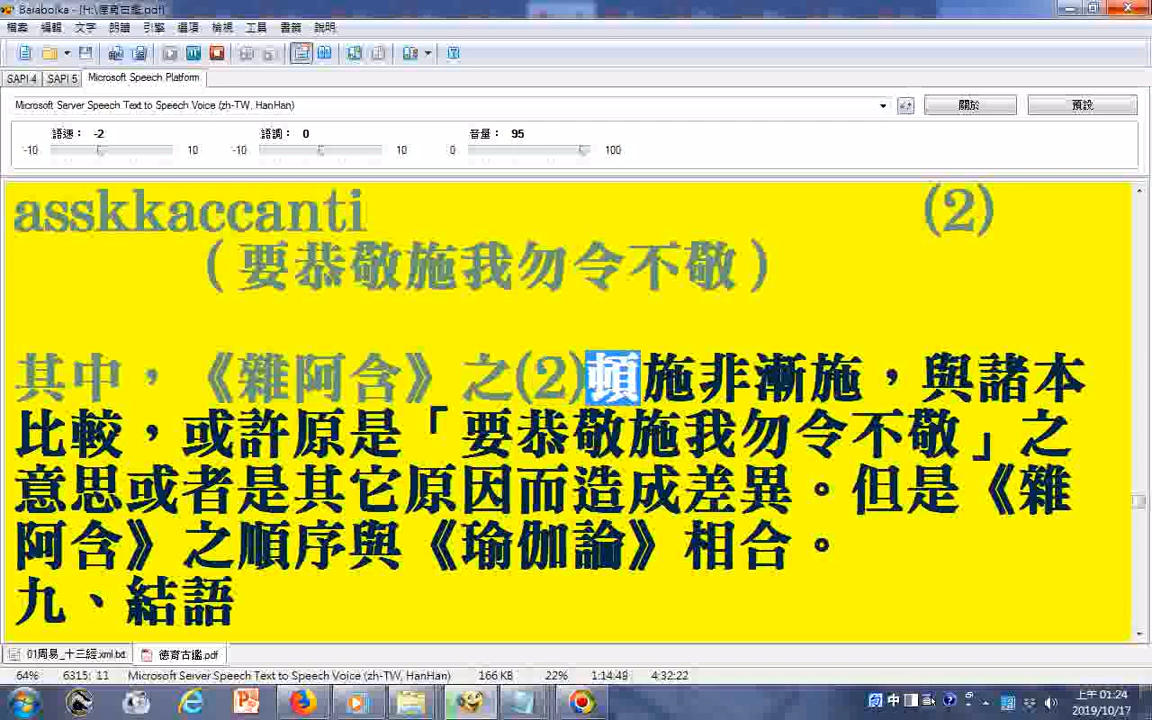 Balabolka - [H:\德育古鑑.pdf]
檔案 編輯 文字 朗讀 引擎 選項 檢視 工具 書籤 說明
SAPI 4 SAPI 5 Microsoft Speech Platform
Microsoft Server Speech Text to Speech Voice (zh-TW, HanHan) 關於 預設
語速： -2 語調： 0 音量： 95
-10 10 -10 10 0 100
asskkaccanti (2)
（要恭敬施我勿令不敬）
其中，《雜阿含》之(2)頓施非漸施，與諸本
比較，或許原是「要恭敬施我勿令不敬」之
意思或者是其它原因而造成差異。但是《雜
阿含》之順序與《瑜伽論》相合。
九、結語
01周易_十三經.xml.txt 德育古鑑.pdf
64% 6315: 11 Microsoft Server Speech Text to Speech Voice (zh-TW, HanHan) 166 KB 22% 1:14:48 4:32:22
中 上午 01:24
2019/10/17